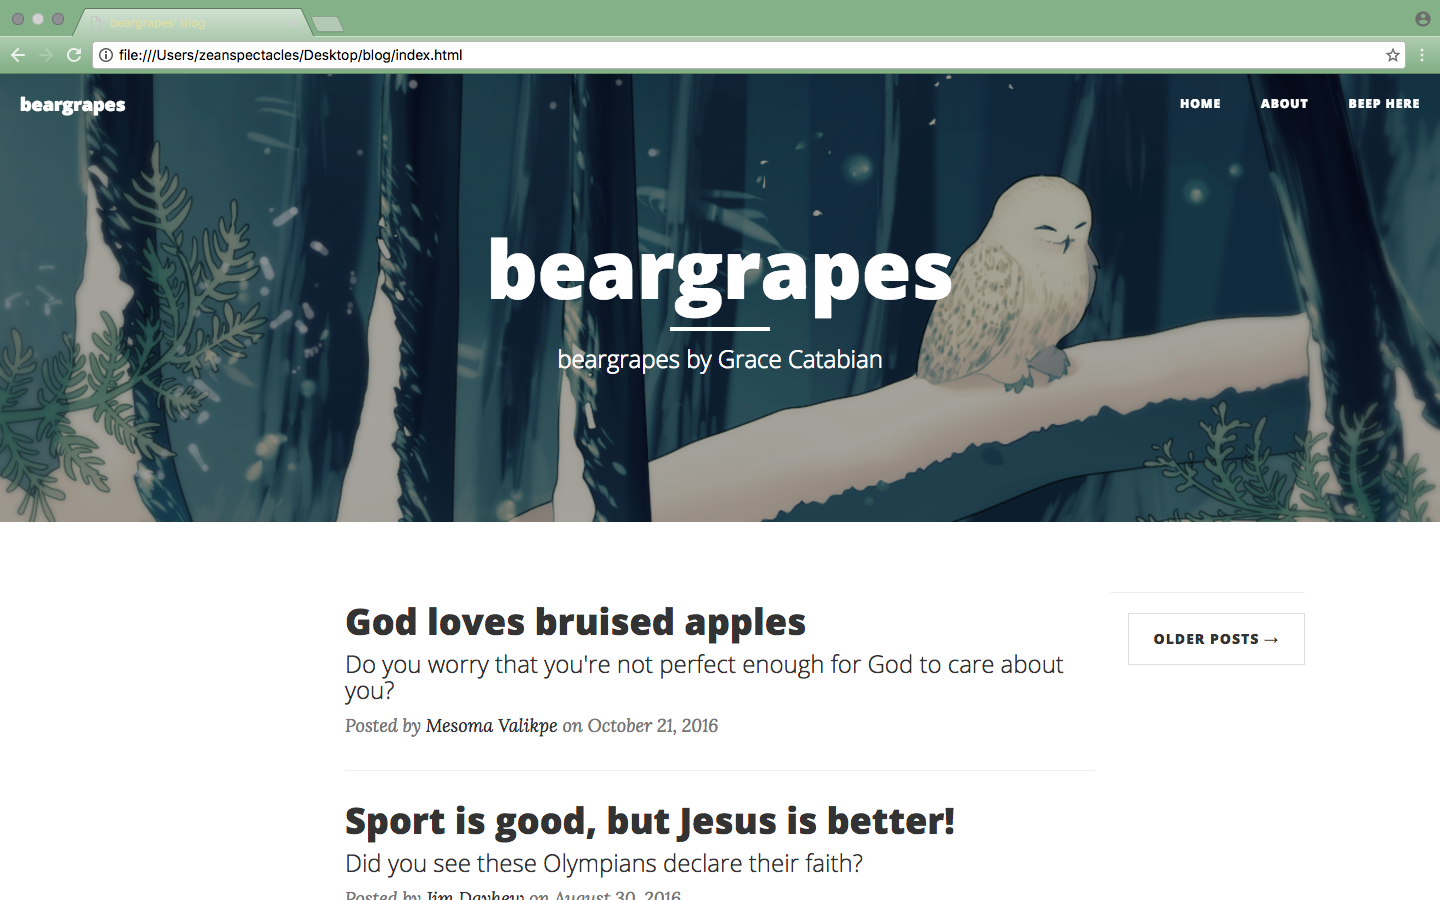 beargrapes' blog
file:///Users/zeanspectacles/Desktop/blog/index.html
beargrapes
HOME ABOUT BEEP HERE
beargrapes
beargrapes by Grace Catabian
God loves bruised apples
Do you worry that you're not perfect enough for God to care about
you?
Posted by Mesoma Valikpe on October 21, 2016
OLDER POSTS →
Sport is good, but Jesus is better!
Did you see these Olympians declare their faith?
Posted by Jim Dayhew on August 30, 2016